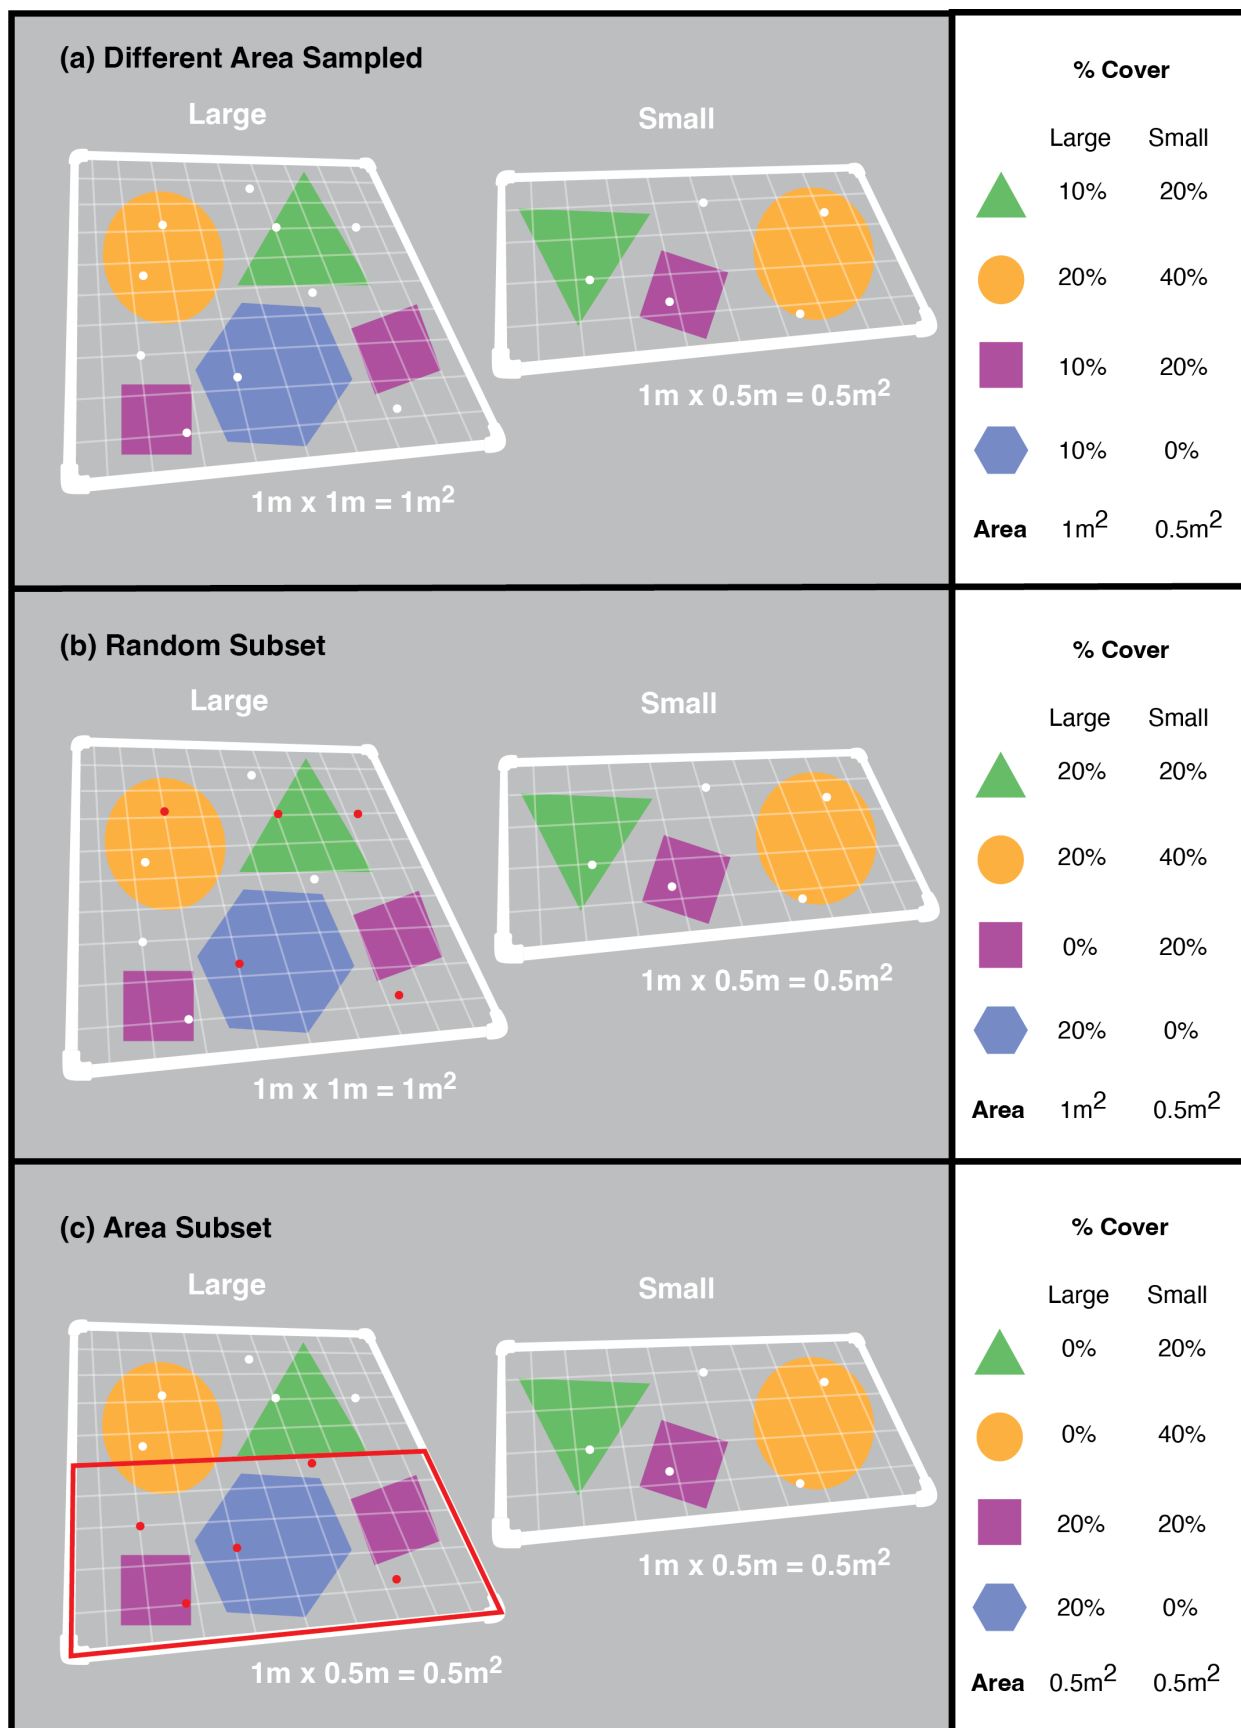 (a) Different Area Sampled
Large
Small
1m x 1m = 1m²
1m x 0.5m = 0.5m²
% Cover
Large Small
10% 20%
20% 40%
10% 20%
10% 0%
Area 1m² 0.5m²
(b) Random Subset
Large
Small
1m x 1m = 1m²
1m x 0.5m = 0.5m²
% Cover
Large Small
20% 20%
20% 40%
0% 20%
20% 0%
Area 1m² 0.5m²
(c) Area Subset
Large
Small
1m x 0.5m = 0.5m²
1m x 0.5m = 0.5m²
% Cover
Large Small
0% 20%
0% 40%
20% 20%
20% 0%
Area 0.5m² 0.5m²